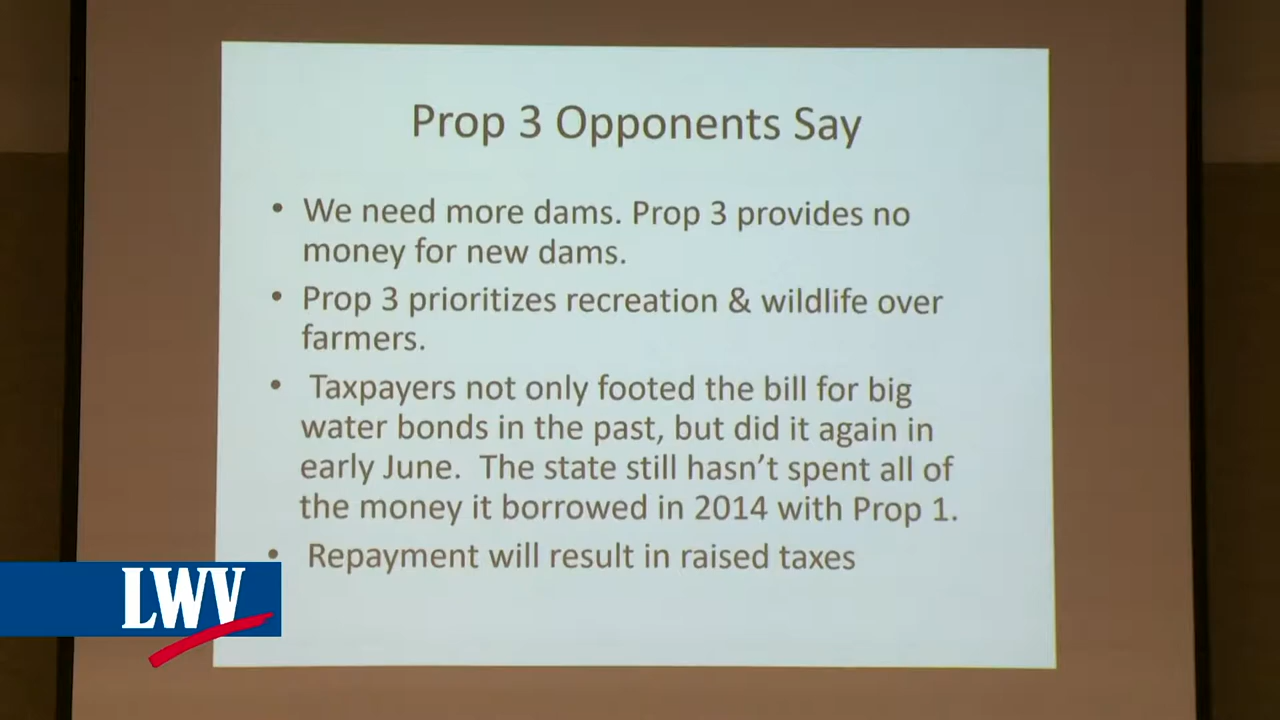 Prop 3 Opponents Say
• We need more dams. Prop 3 provides no
money for new dams.
• Prop 3 prioritizes recreation & wildlife over
farmers.
• Taxpayers not only footed the bill for big
water bonds in the past, but did it again in
early June. The state still hasn’t spent all of
the money it borrowed in 2014 with Prop 1.
• Repayment will result in raised taxes
LWV